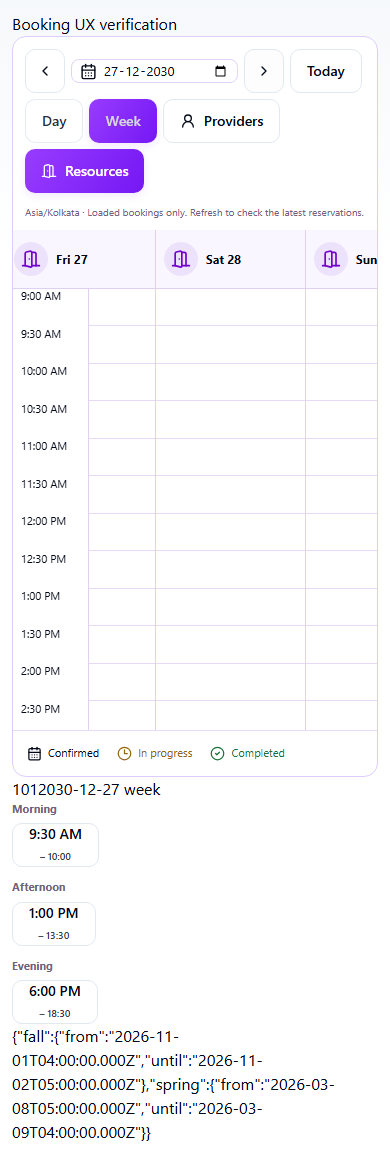 Booking UX verification
27-12-2030
Today
Day
Week
Providers
Resources
Asia/Kolkata · Loaded bookings only. Refresh to check the latest reservations.
Fri 27
Sat 28
Sun
9:00 AM
9:30 AM
10:00 AM
10:30 AM
11:00 AM
11:30 AM
12:00 PM
12:30 PM
1:00 PM
1:30 PM
2:00 PM
2:30 PM
Confirmed
In progress
Completed
1012030-12-27 week
Morning
9:30 AM
– 10:00
Afternoon
1:00 PM
– 13:30
Evening
6:00 PM
– 18:30
{"fall":{"from":"2026-11-
01T04:00:00.000Z","until":"2026-11-
02T05:00:00.000Z"},"spring":{"from":"2026-03-
08T05:00:00.000Z","until":"2026-03-
09T04:00:00.000Z"}}